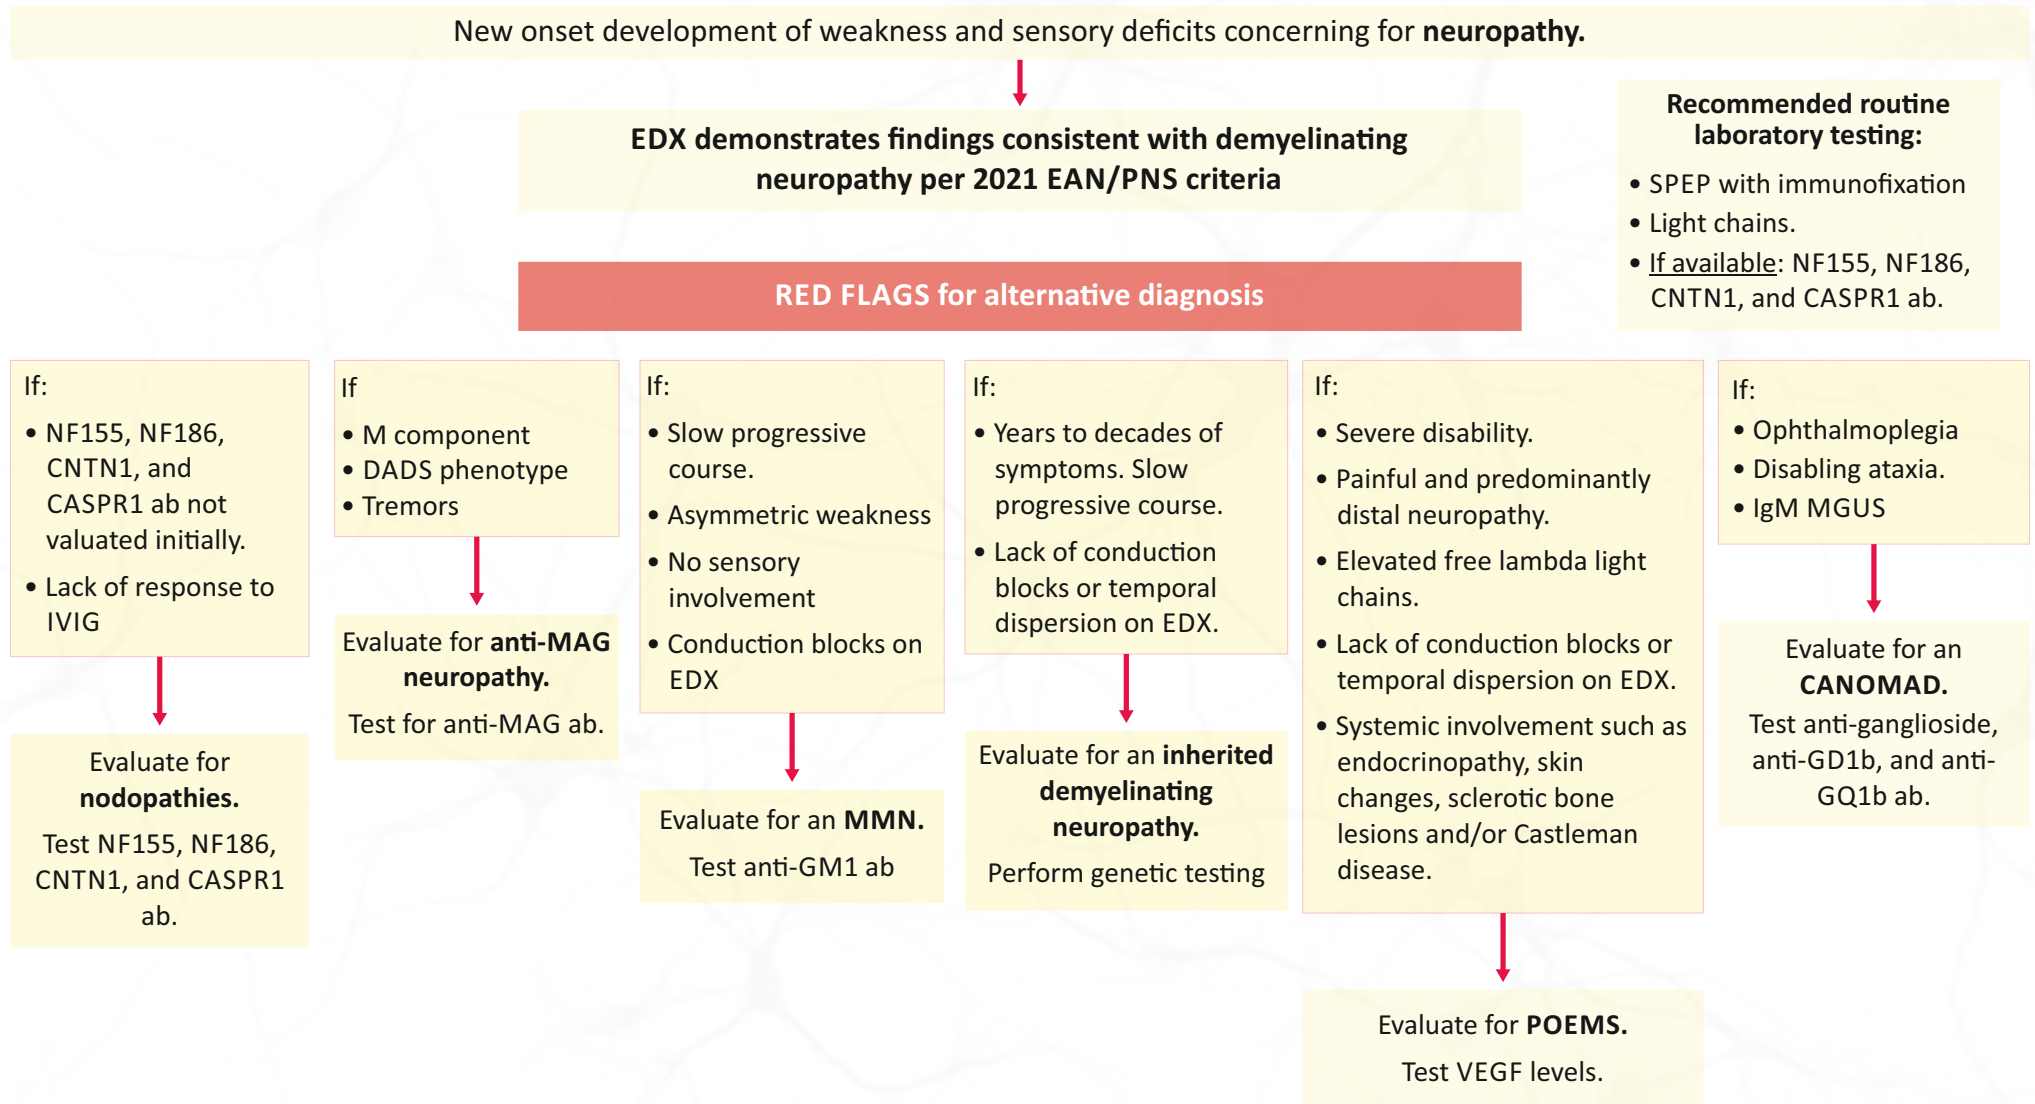 New onset development of weakness and sensory deficits concerning for neuropathy.
EDX demonstrates findings consistent with demyelinating
neuropathy per 2021 EAN/PNS criteria
Recommended routine
laboratory testing:
• SPEP with immunofixation
• Light chains.
• If available: NF155, NF186,
CNTN1, and CASPR1 ab.
RED FLAGS for alternative diagnosis
If:
• NF155, NF186,
CNTN1, and
CASPR1 ab not
valuated initially.
• Lack of response to
IVIG
Evaluate for
nodopathies.
Test NF155, NF186,
CNTN1, and CASPR1
ab.
If
• M component
• DADS phenotype
• Tremors
Evaluate for anti-MAG
neuropathy.
Test for anti-MAG ab.
If:
• Slow progressive
course.
• Asymmetric weakness
• No sensory
involvement
• Conduction blocks on
EDX
Evaluate for an MMN.
Test anti-GM1 ab
If:
• Years to decades of
symptoms. Slow
progressive course.
• Lack of conduction
blocks or temporal
dispersion on EDX.
Evaluate for an inherited
demyelinating
neuropathy.
Perform genetic testing
If:
• Severe disability.
• Painful and predominantly
distal neuropathy.
• Elevated free lambda light
chains.
• Lack of conduction blocks or
temporal dispersion on EDX.
• Systemic involvement such as
endocrinopathy, skin
changes, sclerotic bone
lesions and/or Castleman
disease.
Evaluate for POEMS.
Test VEGF levels.
If:
• Ophthalmoplegia
• Disabling ataxia.
• IgM MGUS
Evaluate for an
CANOMAD.
Test anti-ganglioside,
anti-GD1b, and anti-
GQ1b ab.